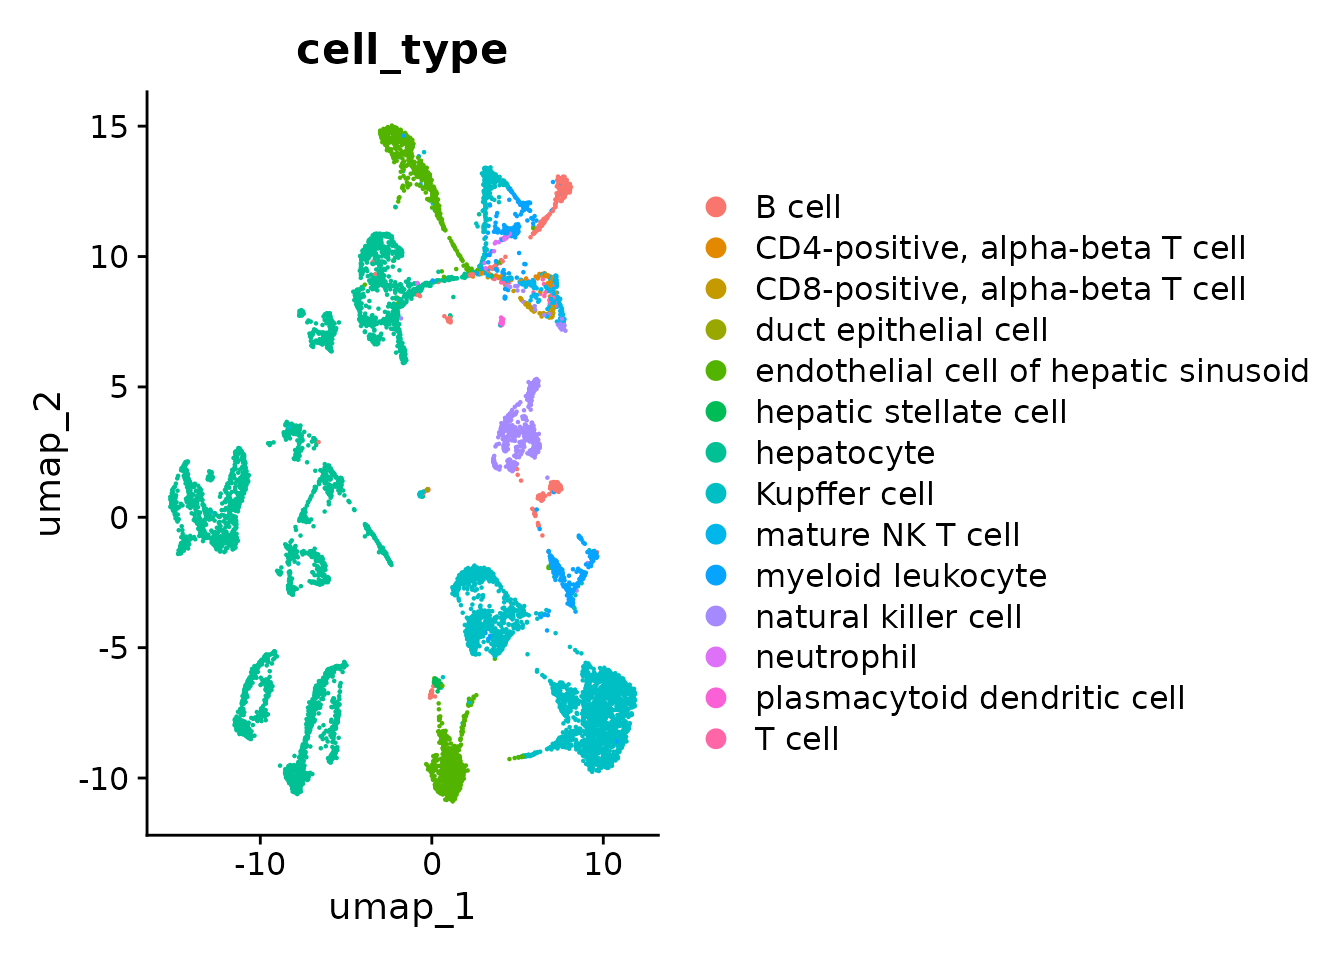 cell_type
15
10
5
0
-5
-10
umap_2
-10
0
10
umap_1
B cell
CD4-positive, alpha-beta T cell
CD8-positive, alpha-beta T cell
duct epithelial cell
endothelial cell of hepatic sinusoid
hepatic stellate cell
hepatocyte
Kupffer cell
mature NK T cell
myeloid leukocyte
natural killer cell
neutrophil
plasmacytoid dendritic cell
T cell